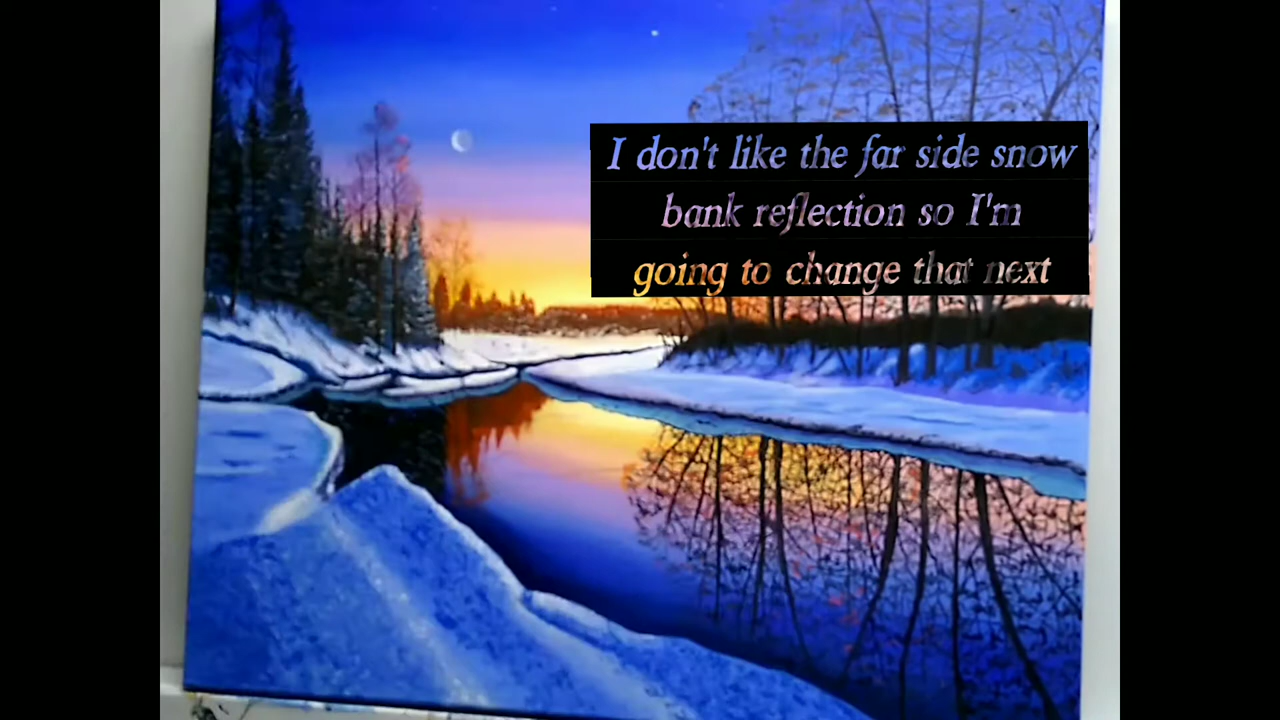 I don't like the far side snow
bank reflection so I'm
going to change that next